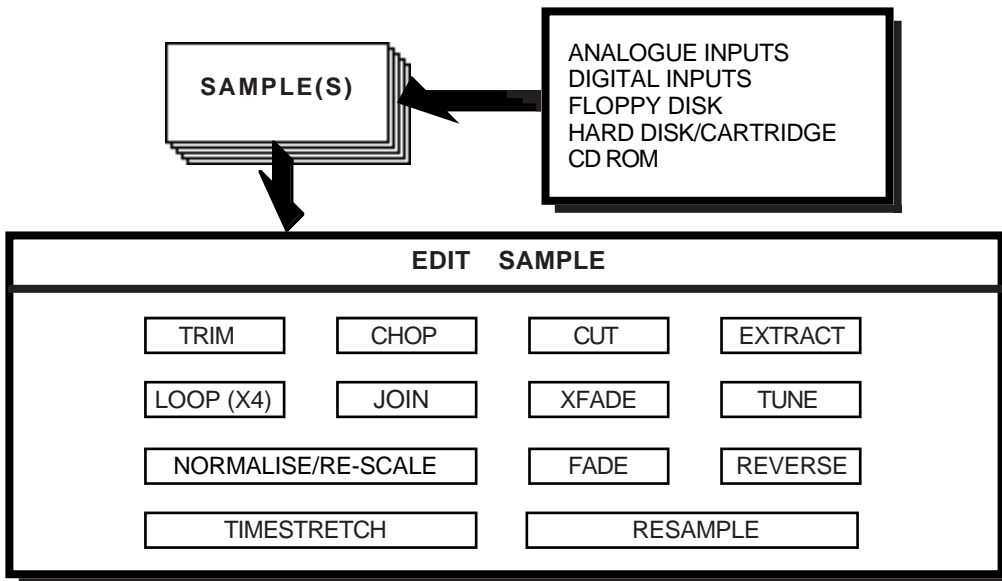 SAMPLE(S)
ANALOGUE INPUTS
DIGITAL INPUTS
FLOPPY DISK
HARD DISK/CARTRIDGE
CD ROM
EDIT SAMPLE
TRIM CHOP CUT EXTRACT
LOOP (X4) JOIN XFADE TUNE
NORMALISE/RE-SCALE FADE REVERSE
TIMESTRETCH RESAMPLE